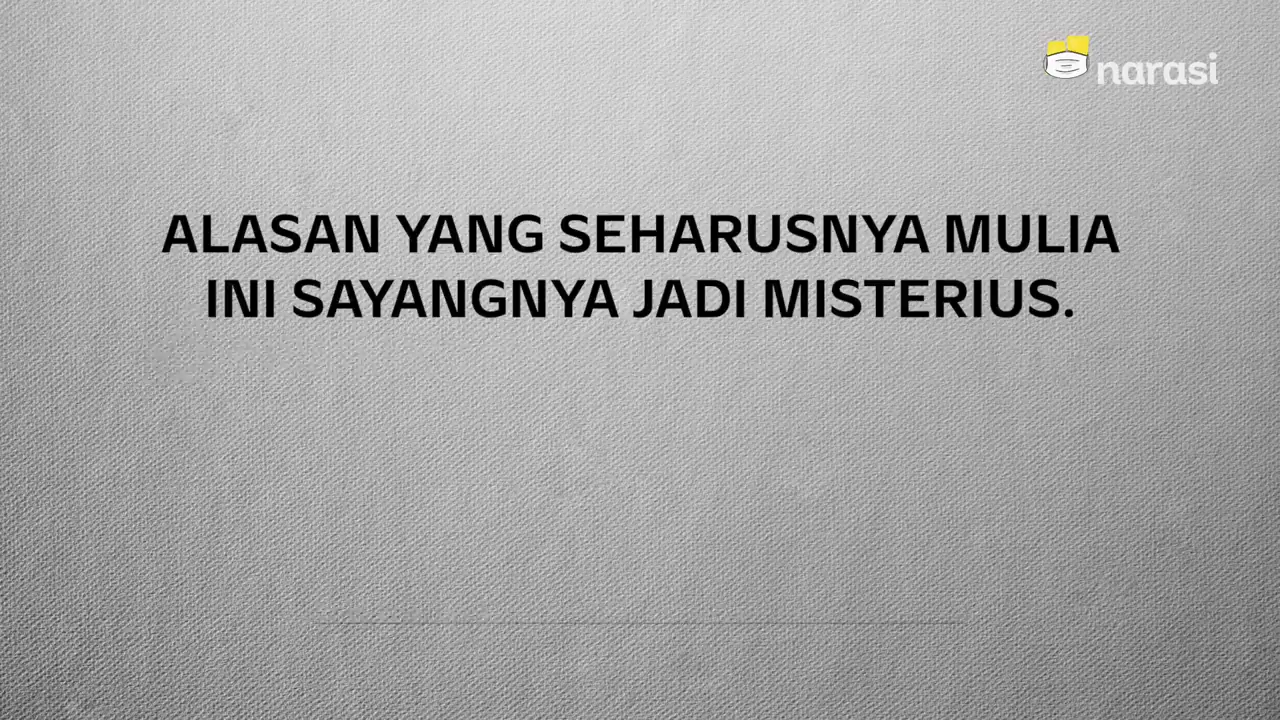 narasi
ALASAN YANG SEHARUSNYA MULIA
INI SAYANGNYA JADI MISTERIUS.